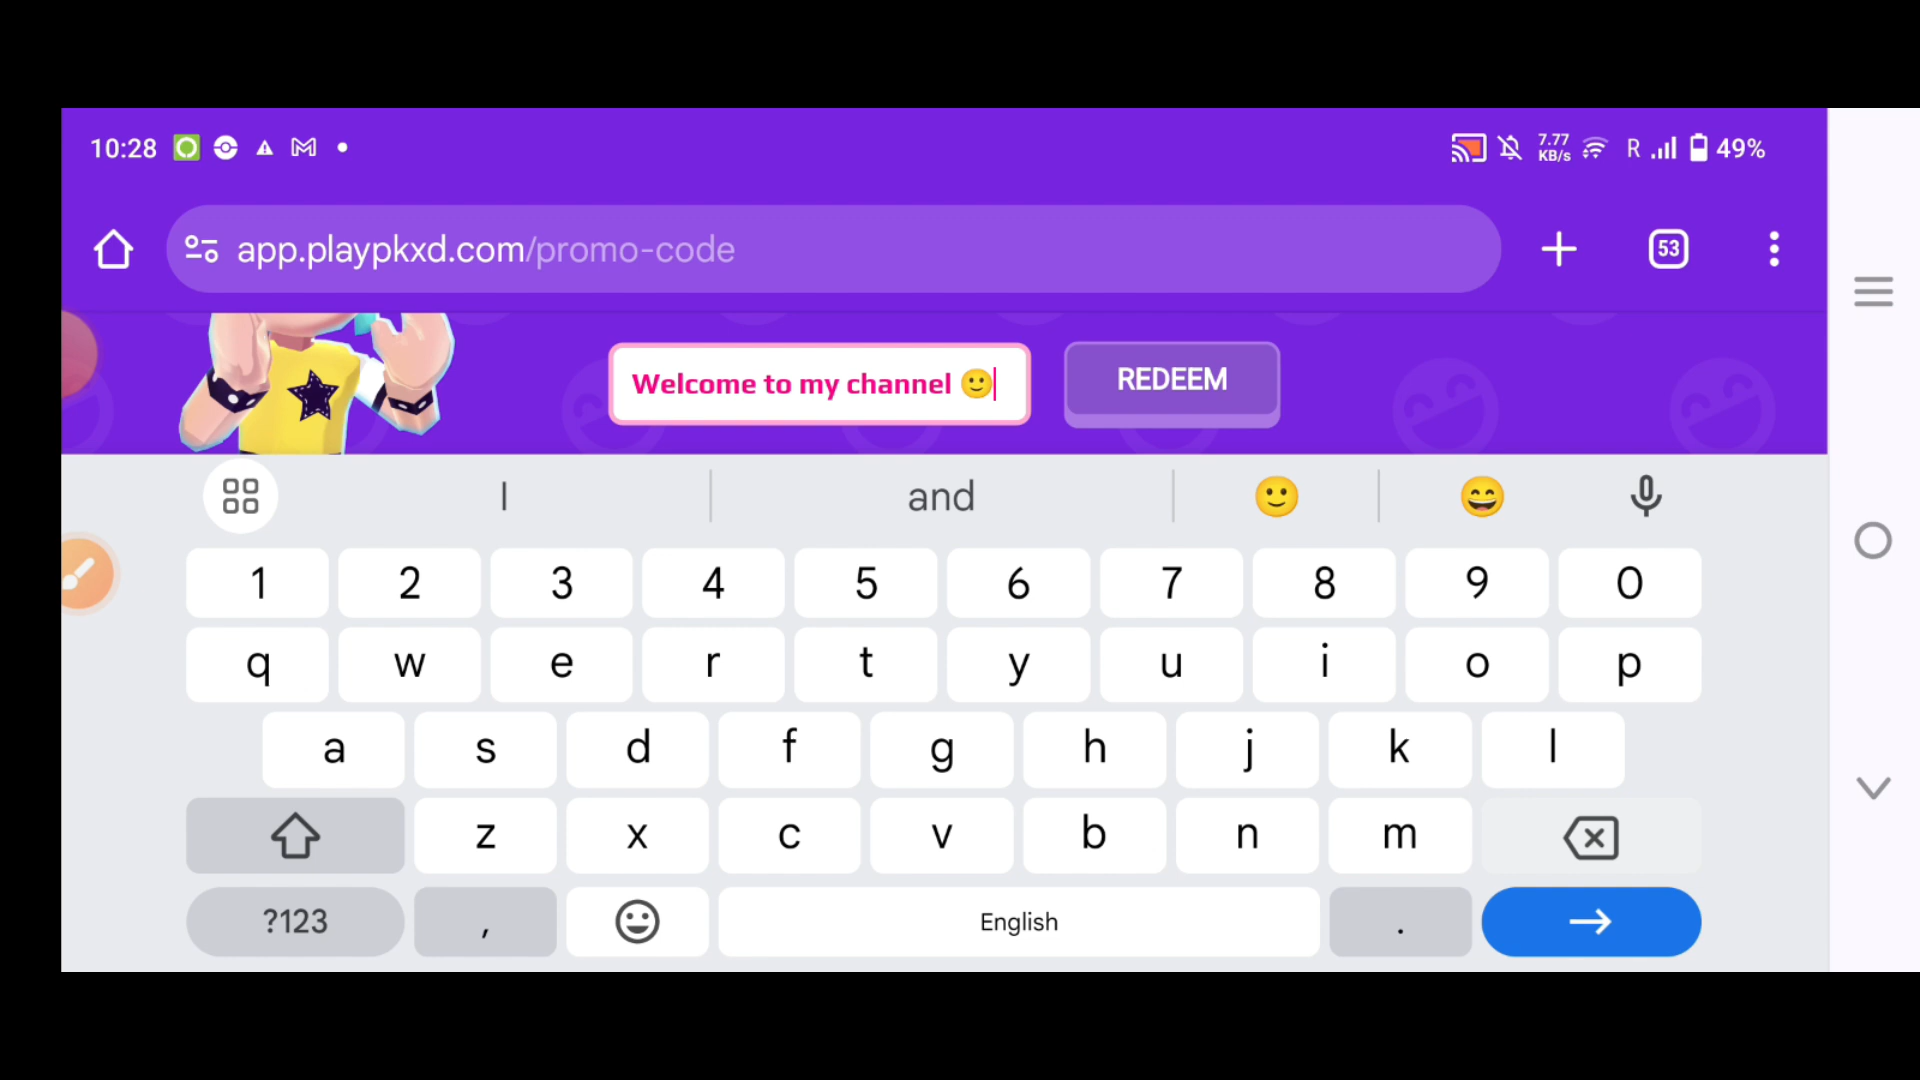 10:28
7.77
KB/s
R
49%
app.playpkxd.com/promo-code
53
Welcome to my channel 🙂
REDEEM
I and 🙂 😄
1 2 3 4 5 6 7 8 9 0
q w e r t y u i o p
a s d f g h j k l
z x c v b n m
?123 , English .